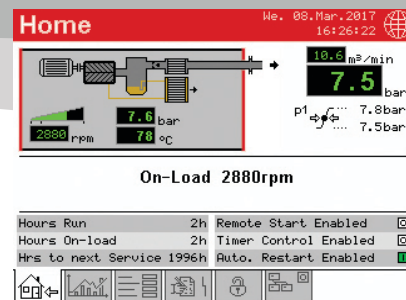 Home
We. 08.Mar.2017
16:26:22
10.6 m³/min
7.5 bar
p1 7.8bar
7.5bar
7.6 bar
2880 rpm
78 °C
On-Load 2880rpm
Hours Run 2h Remote Start Enabled
Hours On-load 2h Timer Control Enabled
Hrs to next Service 1996h Auto. Restart Enabled